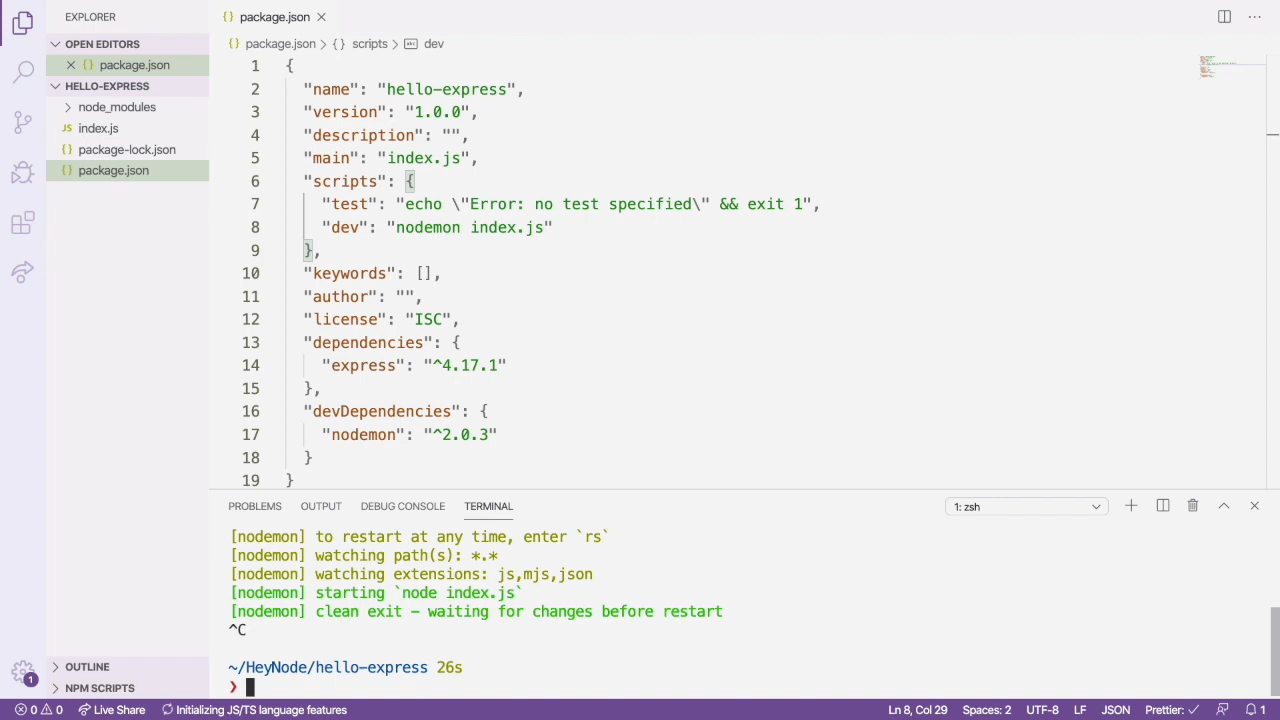 EXPLORER
OPEN EDITORS
package.json
HELLO-EXPRESS
node_modules
JS index.js
{} package-lock.json
{} package.json
OUTLINE
NPM SCRIPTS
{} package.json
{} package.json > {} scripts > abc dev
1 {
2 "name": "hello-express",
3 "version": "1.0.0",
4 "description": "",
5 "main": "index.js",
6 "scripts": {
7 "test": "echo \"Error: no test specified\" && exit 1",
8 "dev": "nodemon index.js"
9 },
10 "keywords": [],
11 "author": "",
12 "license": "ISC",
13 "dependencies": {
14 "express": "^4.17.1"
15 },
16 "devDependencies": {
17 "nodemon": "^2.0.3"
18 }
19 }
PROBLEMS OUTPUT DEBUG CONSOLE TERMINAL 1: zsh
[nodemon] to restart at any time, enter `rs`
[nodemon] watching path(s): *.*
[nodemon] watching extensions: js,mjs,json
[nodemon] starting `node index.js`
[nodemon] clean exit - waiting for changes before restart
^C
~/HeyNode/hello-express 26s
❯
1
0 0 Live Share Initializing JS/TS language features Ln 8, Col 29 Spaces: 2 UTF-8 LF JSON Prettier: ✓ 1